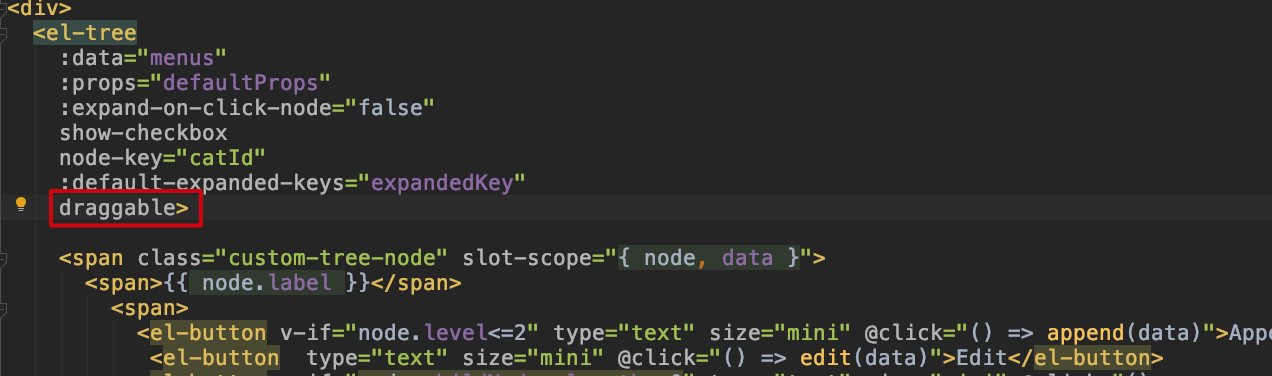 <div>
<el-tree
:data="menus"
:props="defaultProps"
:expand-on-click-node="false"
show-checkbox
node-key="catId"
:default-expanded-keys="expandedKey"
draggable>
<span class="custom-tree-node" slot-scope="{ node, data }">
<span>{{ node.label }}</span>
<span>
<el-button v-if="node.level<=2" type="text" size="mini" @click="() => append(data)">Appe
<el-button  type="text" size="mini" @click="() => edit(data)">Edit</el-button>